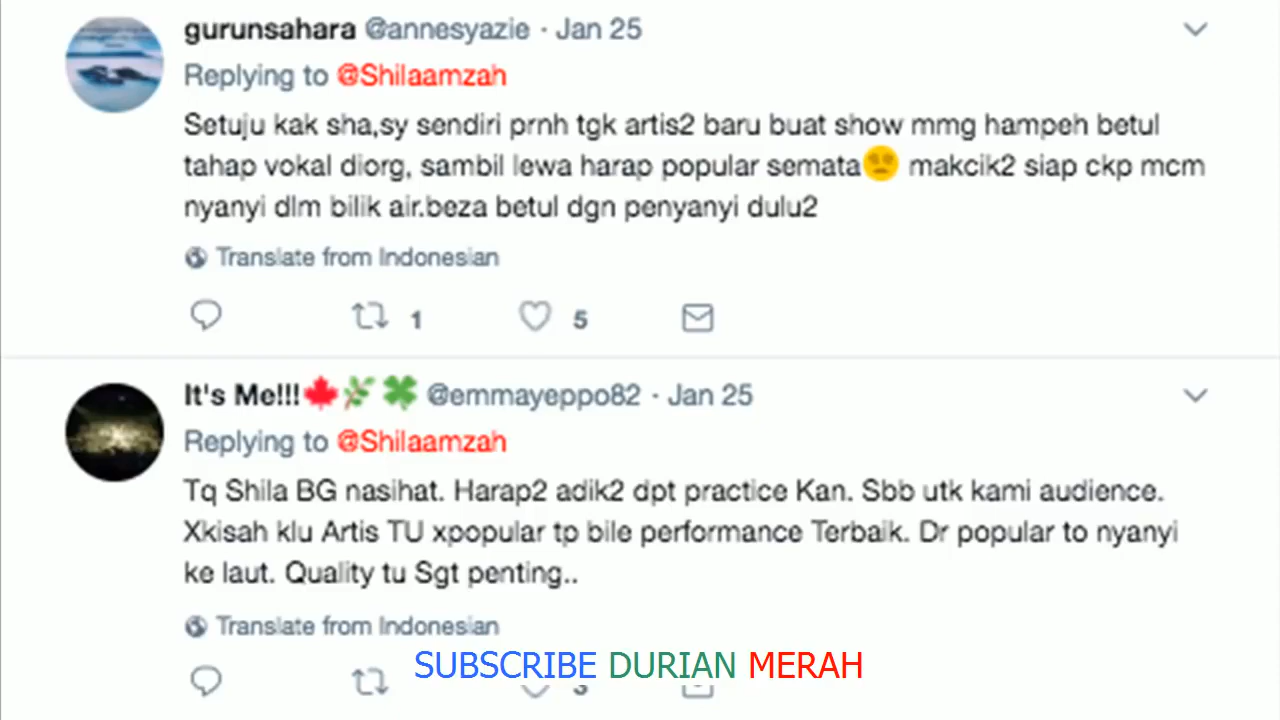 gurunsahara @annesyazie · Jan 25
Replying to @Shilaamzah
Setuju kak sha,sy sendiri prnh tgk artis2 baru buat show mmg hampeh betul
tahap vokal diorg, sambil lewa harap popular semata makcik2 siap ckp mcm
nyanyi dlm bilik air.beza betul dgn penyanyi dulu2
Translate from Indonesian
1 5
It's Me!!! @emmayeppo82 · Jan 25
Replying to @Shilaamzah
Tq Shila BG nasihat. Harap2 adik2 dpt practice Kan. Sbb utk kami audience.
Xkisah klu Artis TU xpopular tp bile performance Terbaik. Dr popular to nyanyi
ke laut. Quality tu Sgt penting..
Translate from Indonesian
SUBSCRIBE DURIAN MERAH
3